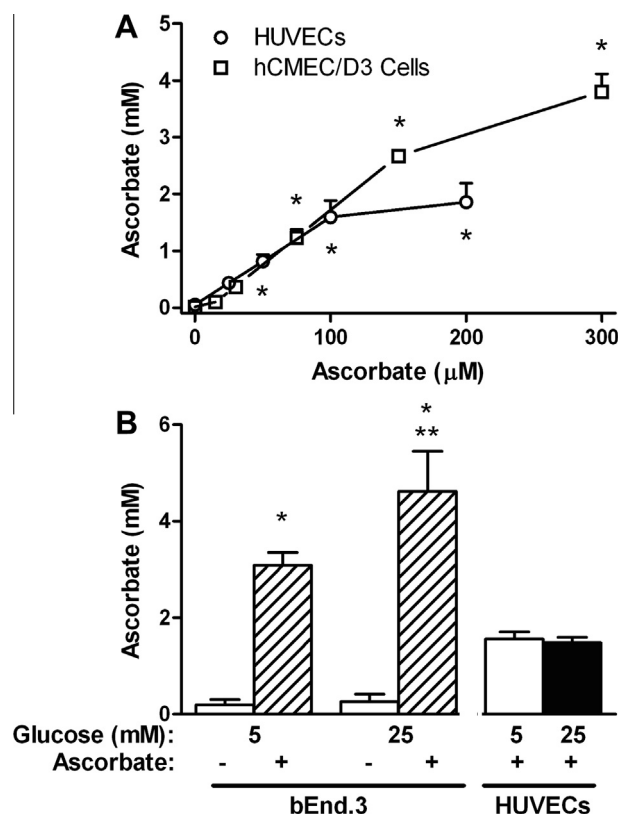 A
HUVECs
hCMEC/D3 Cells
Ascorbate (mM)
5
4
3
2
1
0
* * * * * *
0 100 200 300
Ascorbate (μM)
B
Ascorbate (mM)
6
4
2
0
*
*
**
Glucose (mM): 5 25 5 25
Ascorbate: - + - + + +
bEnd.3 HUVECs